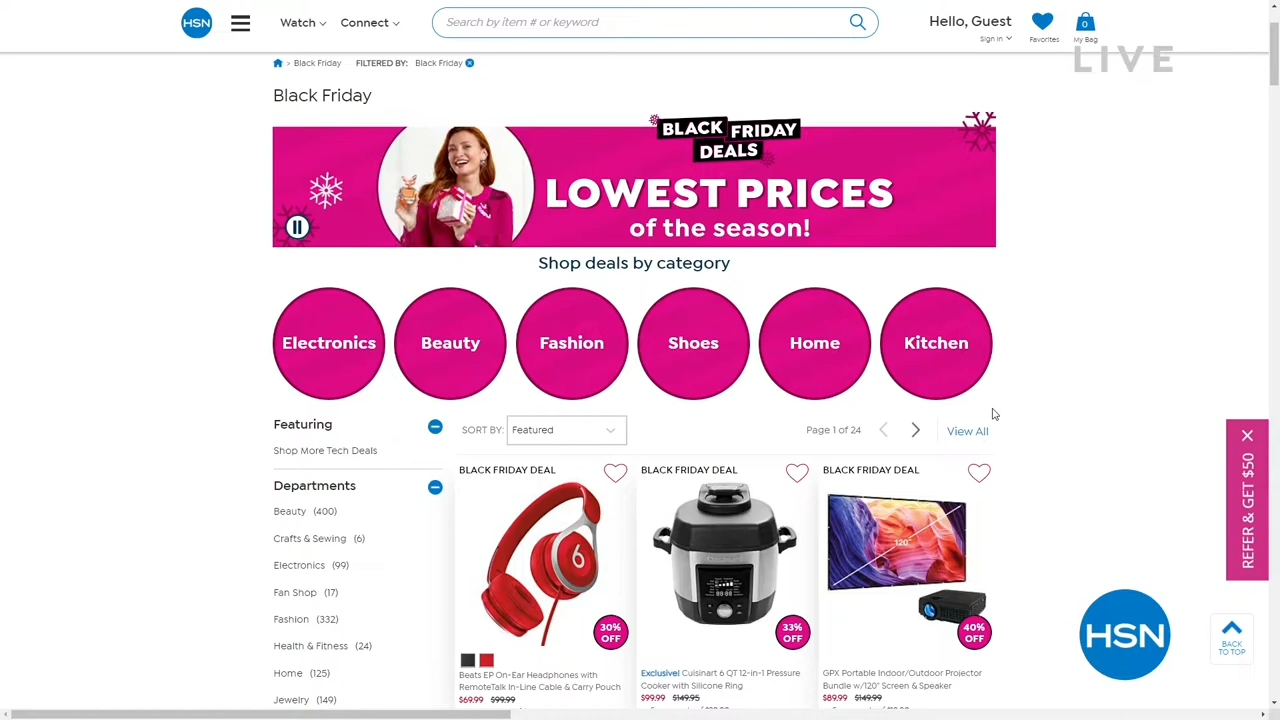 HSN
Watch
Connect
Search by item # or keyword
Hello, Guest
Sign In
Favorites
0
My Bag
LIVE
> Black Friday
FILTERED BY: Black Friday
Black Friday
BLACK FRIDAY
DEALS
LOWEST PRICES
of the season!
Shop deals by category
Electronics
Beauty
Fashion
Shoes
Home
Kitchen
Featuring
Shop More Tech Deals
SORT BY: Featured
Page 1 of 24
View All
Departments
Beauty (400)
Crafts & Sewing (6)
Electronics (99)
Fan Shop (17)
Fashion (332)
Health & Fitness (24)
Home (125)
Jewelry (149)
BLACK FRIDAY DEAL
30%
OFF
Beats EP On-Ear Headphones with
RemoteTalk In-Line Cable & Carry Pouch
$69.99 $99.99
BLACK FRIDAY DEAL
33%
OFF
Exclusive! Cuisinart 6 QT 12-in-1 Pressure
Cooker with Silicone Ring
$99.99 $149.95
BLACK FRIDAY DEAL
120"
40%
OFF
GPX Portable Indoor/Outdoor Projector
Bundle w/120" Screen & Speaker
$89.99 $149.99
REFER & GET $50
HSN
BACK
TO TOP